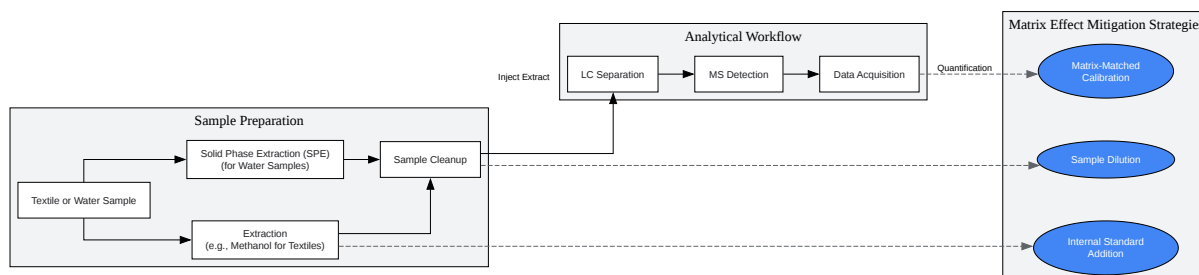 Sample Preparation
Textile or Water Sample
Solid Phase Extraction (SPE)
(for Water Samples)
Extraction
(e.g., Methanol for Textiles)
Sample Cleanup
Inject Extract
Analytical Workflow
LC Separation
MS Detection
Data Acquisition
Quantification
Matrix Effect Mitigation Strategies
Matrix-Matched
Calibration
Sample Dilution
Internal Standard
Addition